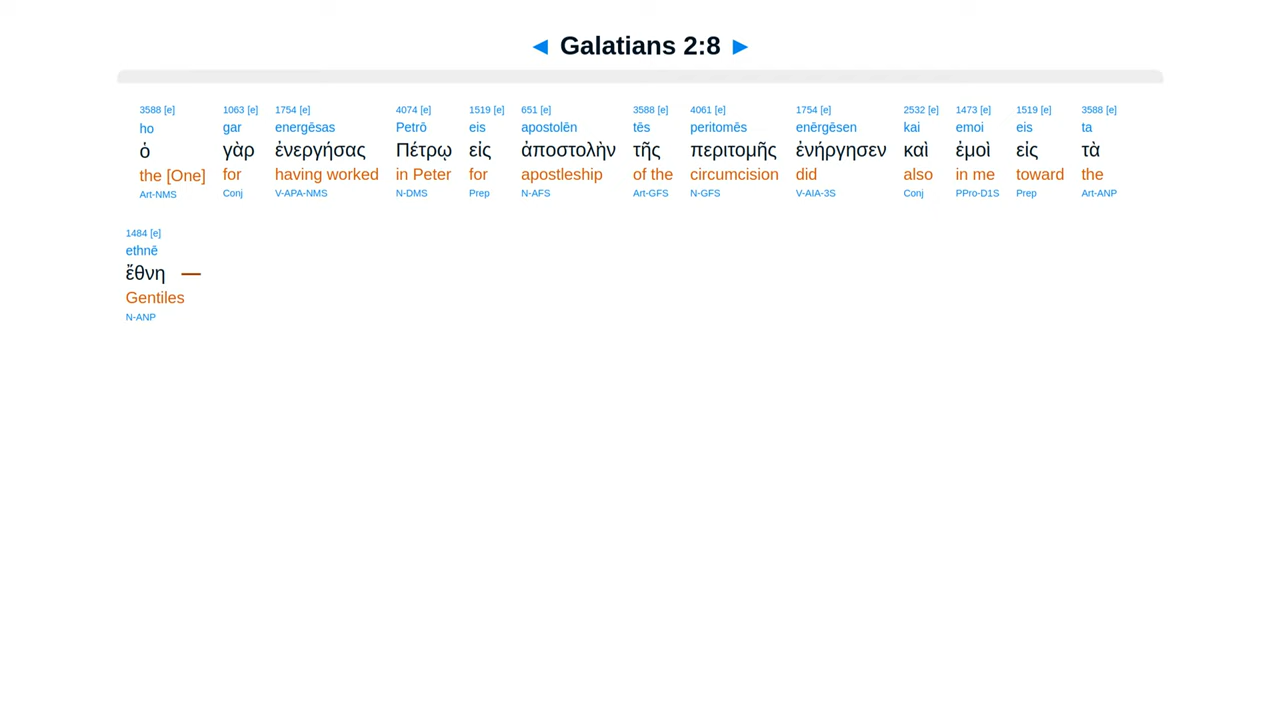 ◄ Galatians 2:8 ►
3588 [e] 1063 [e] 1754 [e] 4074 [e] 1519 [e] 651 [e] 3588 [e] 4061 [e] 1754 [e] 2532 [e] 1473 [e] 1519 [e] 3588 [e]
ho gar energēsas Petrō eis apostolēn tēs peritomēs enērgēsen kai emoi eis ta
ὁ γὰρ ἐνεργήσας Πέτρῳ εἰς ἀποστολὴν τῆς περιτομῆς ἐνήργησεν καὶ ἐμοὶ εἰς τὰ
the [One] for having worked in Peter for apostleship of the circumcision did also in me toward the
Art-NMS Conj V-APA-NMS N-DMS Prep N-AFS Art-GFS N-GFS V-AIA-3S Conj PPro-D1S Prep Art-ANP
1484 [e]
ethnē
ἔθνη —
Gentiles
N-ANP